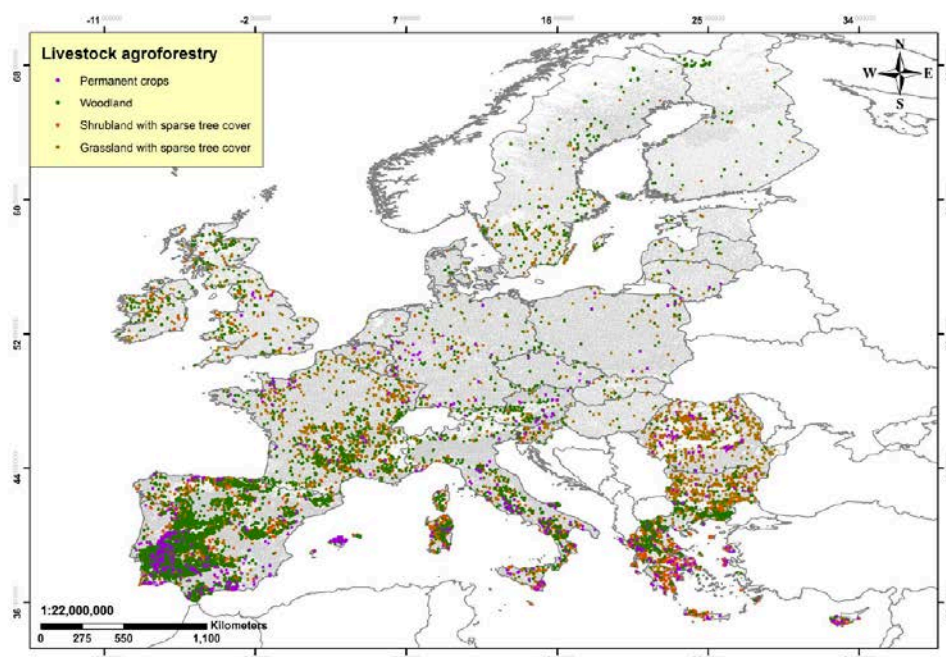 -11 -2 7 16 25 34
Livestock agroforestry
Permanent crops
Woodland
Shrubland with sparse tree cover
Grassland with sparse tree cover
N
W E
S
68
60
52
44
36
1:22,000,000
Kilometers
0 275 550 1,100